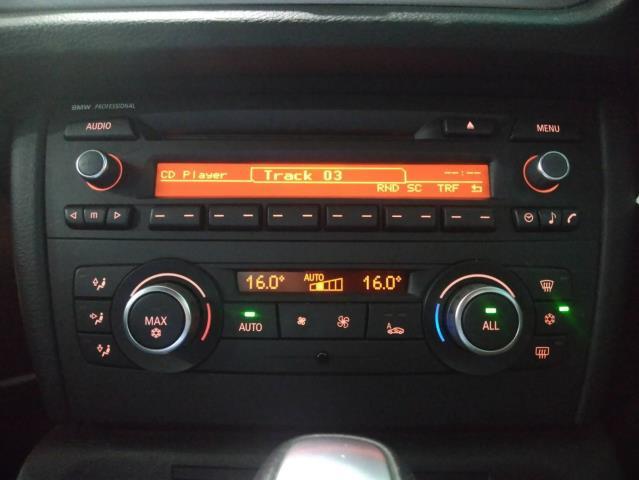 BMW PROFESSIONAL
AUDIO
MENU
CD Player Track 03 --:--
RND SC TRF
m
16.0° AUTO 16.0°
MAX
AUTO
A
ALL